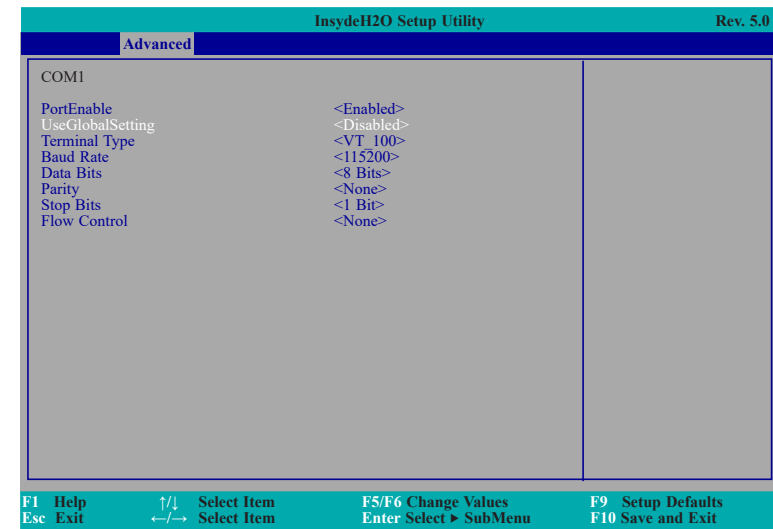 InsydeH2O Setup Utility Rev. 5.0
Advanced
COM1
PortEnable <Enabled>
UseGlobalSetting <Disabled>
Terminal Type <VT_100>
Baud Rate <115200>
Data Bits <8 Bits>
Parity <None>
Stop Bits <1 Bit>
Flow Control <None>
F1 Help ↑/↓ Select Item F5/F6 Change Values F9 Setup Defaults
Esc Exit ←/→ Select Item Enter Select ▶ SubMenu F10 Save and Exit